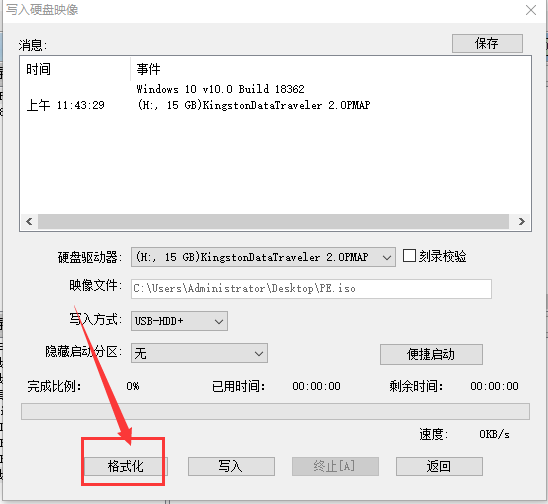 写入硬盘映像
消息:
保存
时间 事件
Windows 10 v10.0 Build 18362
上午 11:43:29 (H:, 15 GB)KingstonDataTraveler 2.0PMAP
硬盘驱动器: (H:, 15 GB)KingstonDataTraveler 2.0PMAP 刻录校验
映像文件: C:\Users\Administrator\Desktop\PE.iso
写入方式: USB-HDD+
隐藏启动分区: 无 便捷启动
完成比例: 0% 已用时间: 00:00:00 剩余时间: 00:00:00
速度: 0KB/s
格式化 写入 终止[A] 返回